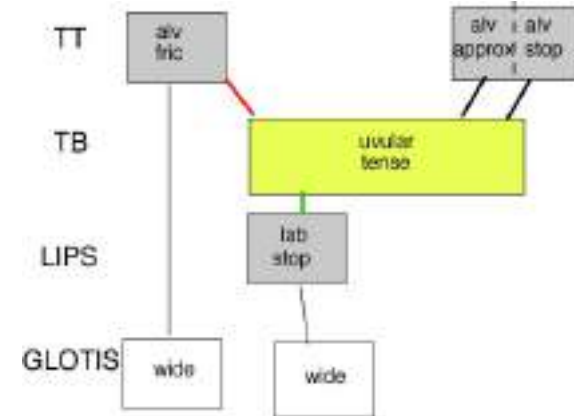 TT
alv
fric
alv
approx
alv
stop
TB
uvular
tense
LIPS
lab
stop
GLOTIS
wide
wide